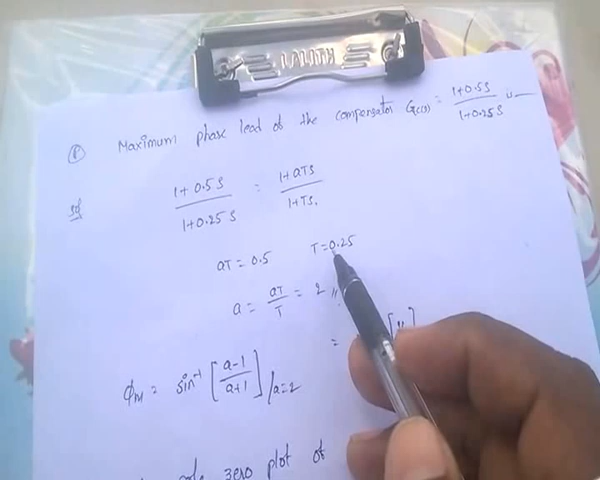 Maximum phase lead of the compensator Gc(s) = (1+0.5s)/(1+0.25s) is —
Sol
(1+0.5s)/(1+0.25s) = (1+aTs)/(1+Ts).
aT = 0.5 T = 0.25
a = aT/T = 2 //.
=
φm = sin⁻¹ [(a-1)/(a+1)] /a=2
zero plot of